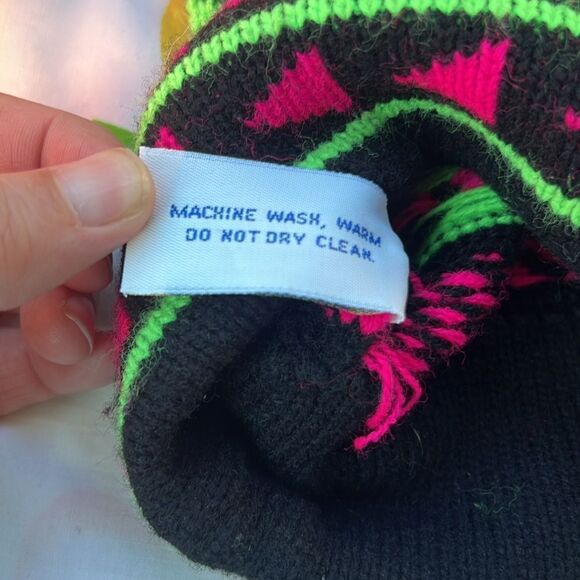 MACHINE WASH, WARM
DO NOT DRY CLEAN.